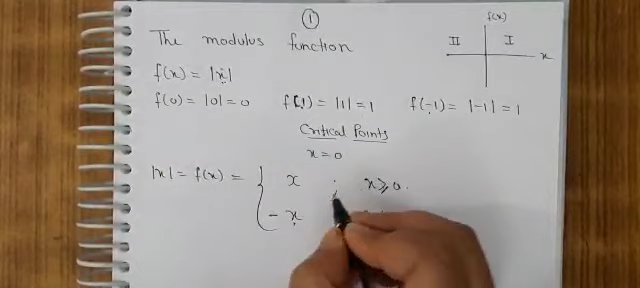 1
The modulus function
f(x)
II I
x
f(x) = |x|
f(0) = |0| = 0 f(1) = |1| = 1 f(-1) = |-1| = 1
Critical Points
x = 0
|x| = f(x) = { x ; x ⩾ 0.
- x